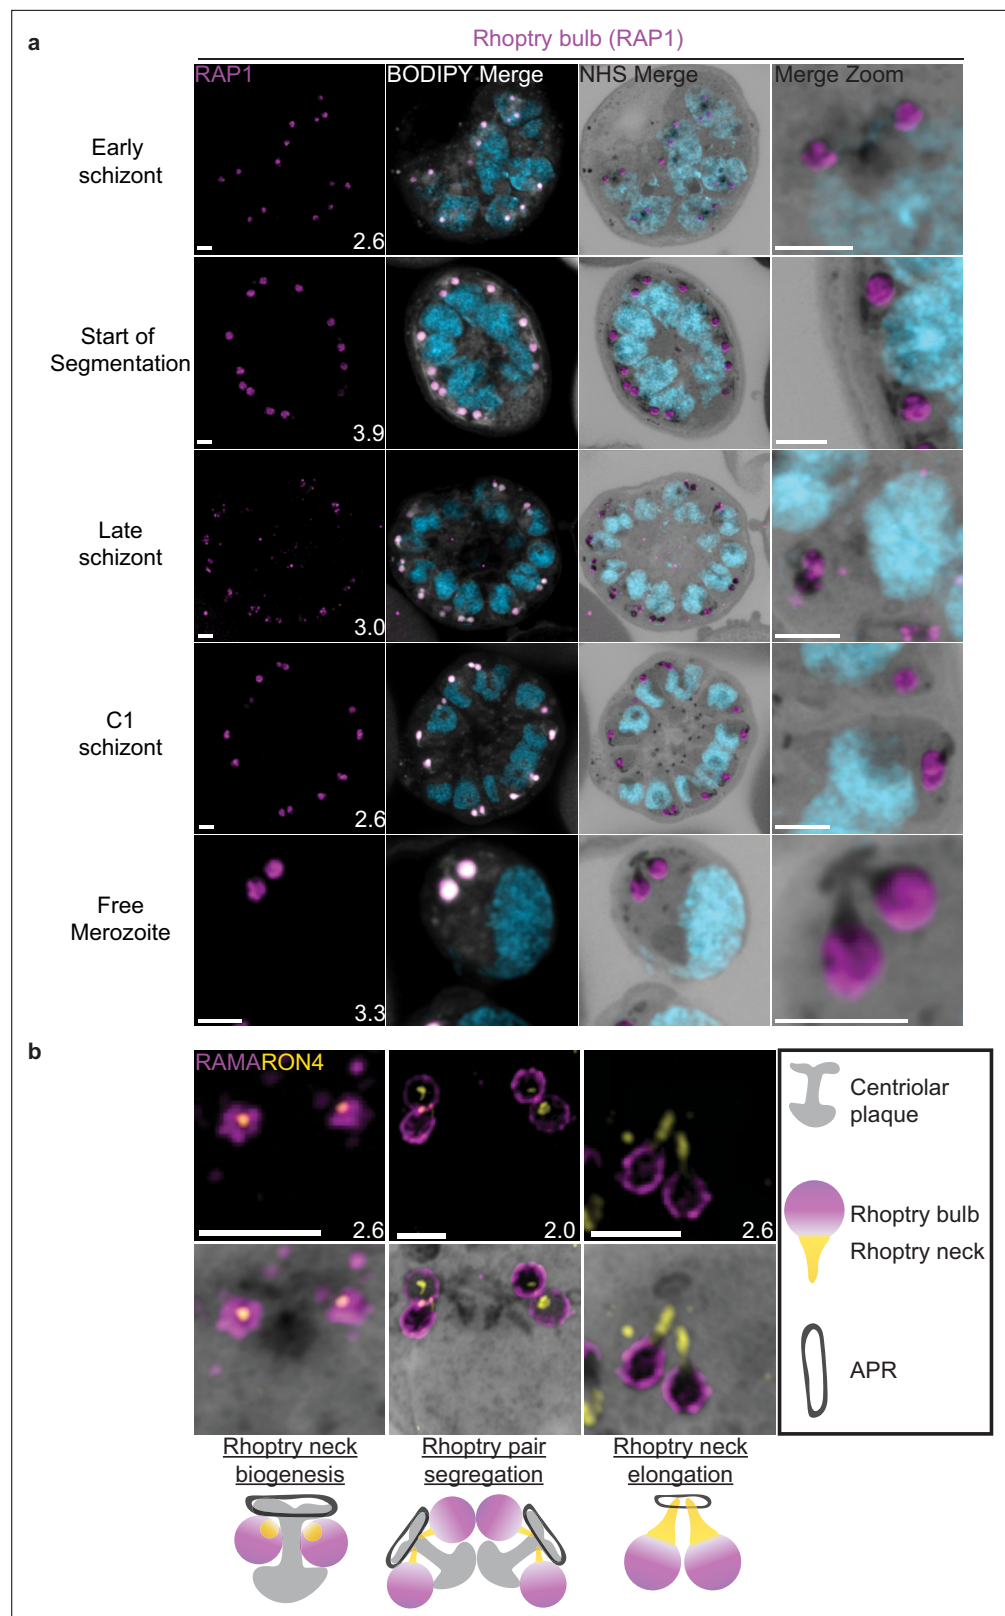 a
Rhoptry bulb (RAP1)
RAP1
BODIPY Merge
NHS Merge
Merge Zoom
Early
schizont
2.6
Start of
Segmentation
3.9
Late
schizont
3.0
C1
schizont
2.6
Free
Merozoite
3.3
b
RAMARON4
2.6
2.0
2.6
Centriolar
plaque
Rhoptry bulb
Rhoptry neck
APR
Rhoptry neck
biogenesis
Rhoptry pair
segregation
Rhoptry neck
elongation